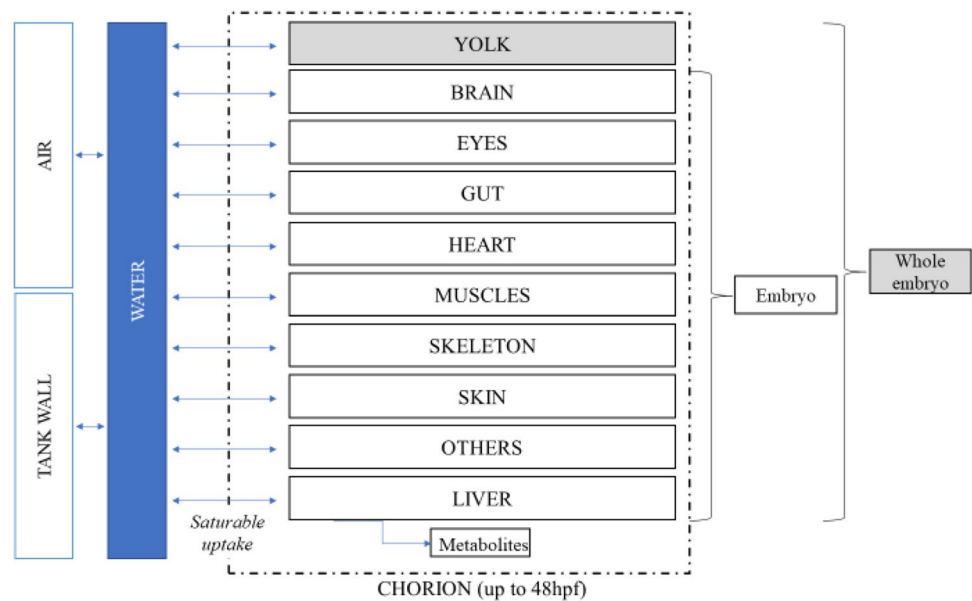 AIR
TANK WALL
WATER
YOLK
BRAIN
EYES
GUT
HEART
MUSCLES
SKELETON
SKIN
OTHERS
LIVER
Saturable
uptake
Metabolites
CHORION (up to 48hpf)
Embryo
Whole
embryo